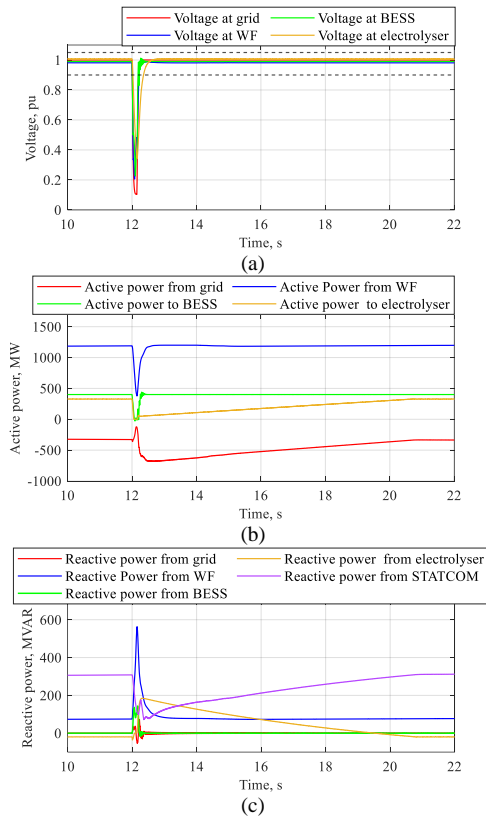 Voltage at grid Voltage at BESS
Voltage at WF Voltage at electrolyser
1
0.8
0.6
0.4
0.2
0
Voltage, pu
10 12 14 16 18 20 22
Time, s
(a)
Active power from grid Active Power from WF
Active power to BESS Active power to electrolyser
1500
1000
500
0
-500
-1000
Active power, MW
10 12 14 16 18 20 22
Time, s
(b)
Reactive power from grid Reactive power from electrolyser
Reactive Power from WF Reactive power from STATCOM
Reactive power from BESS
600
400
200
0
Reactive power, MVAR
10 12 14 16 18 20 22
Time, s
(c)